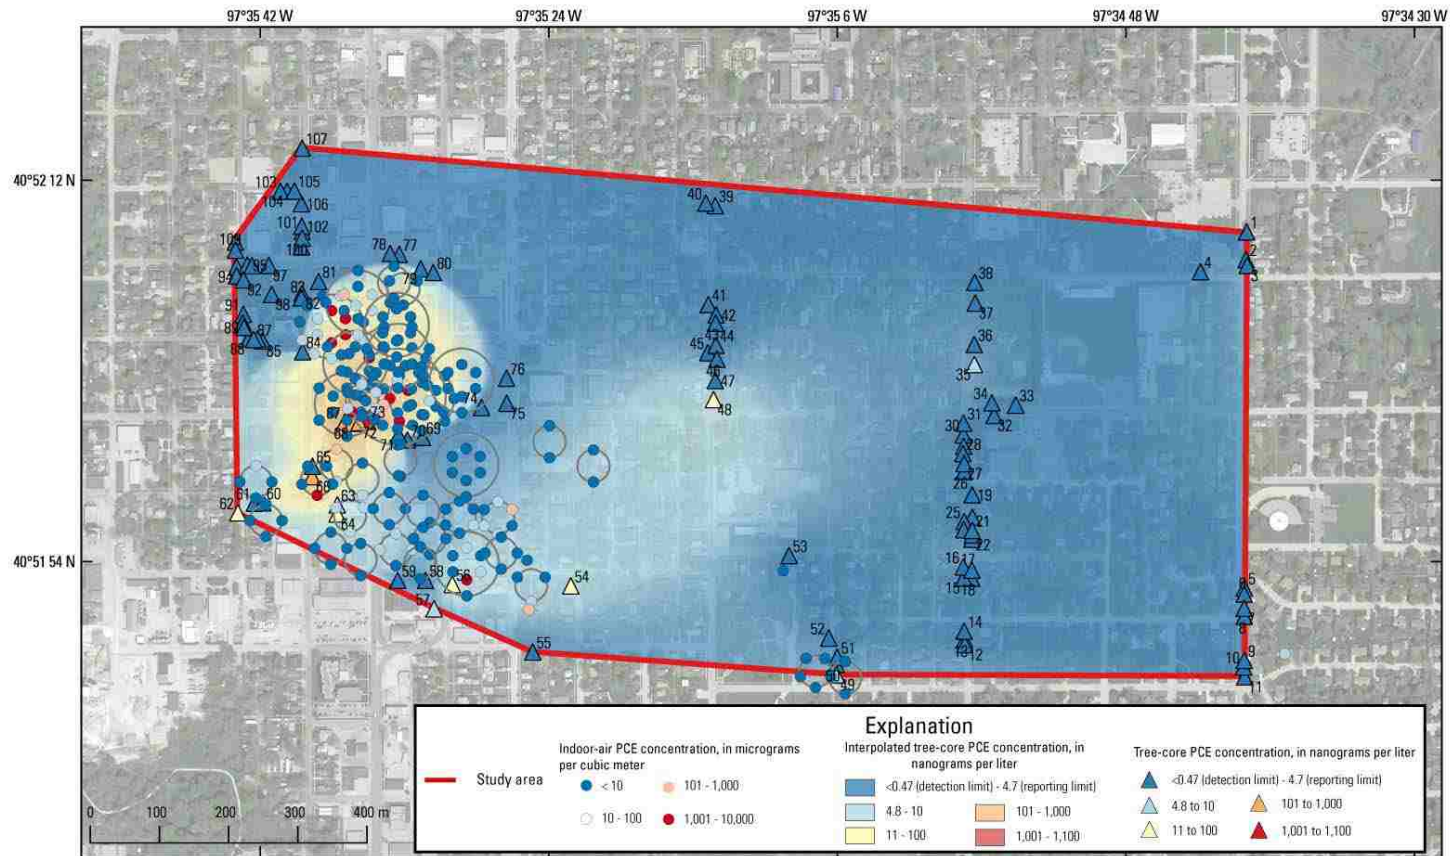 97°35 42 W 97°35 24 W 97°35 6 W 97°34 48 W 97°34 30 W
107
40°52 12 N
103 105
104
106
40 39
101 102
1
100
2
78 77
3
4
95
97
79 80
94
81
38
92
98
83
82
37
91
41
42
89
87
88
85
84
43 44
45
36
46
35
76
47
48
74
75
34 33
32
31
30
67 73
68 72
71 70 69
28
27
26
65
66
19
61 60
62
63
64
25 21
22
53
40°51 54 N
16 17
15 18
59 58 56
54
57
6 5
8
14
13 12
52
51
50
49
55
10 9
11
Explanation
Study area
Indoor-air PCE concentration, in micrograms
per cubic meter
< 10
101 - 1,000
10 - 100
1,001 - 10,000
Interpolated tree-core PCE concentration, in
nanograms per liter
<0.47 (detection limit) - 4.7 (reporting limit)
4.8 - 10
101 - 1,000
11 - 100
1,001 - 1,100
Tree-core PCE concentration, in nanograms per liter
<0.47 (detection limit) - 4.7 (reporting limit)
4.8 to 10
101 to 1,000
11 to 100
1,001 to 1,100
0 100 200 300 400 m